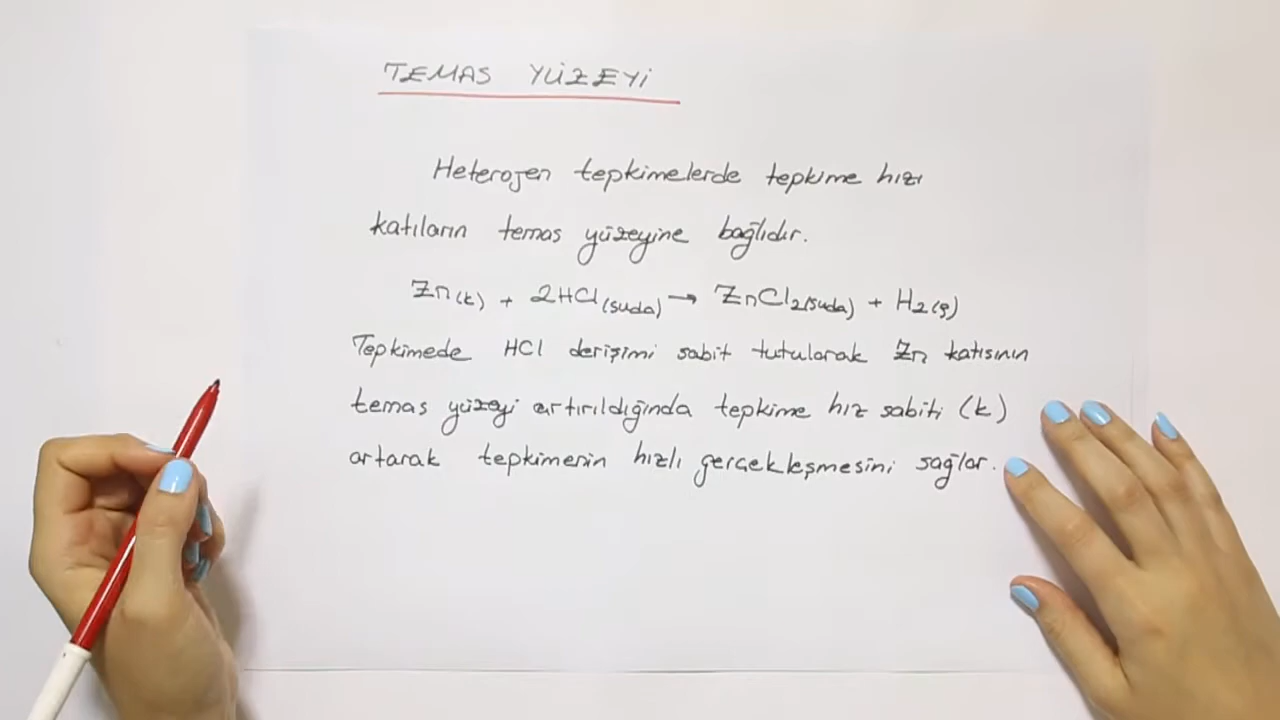 TEMAS YÜZEYİ
Heterojen tepkimelerde tepkime hızı
katıların temas yüzeyine bağlıdır.
Zn(k) + 2HCl(suda) → ZnCl2(suda) + H2(g)
Tepkimede HCl derişimi sabit tutularak Zn katısının
temas yüzeyi artırıldığında tepkime hız sabiti (k)
artarak tepkimenin hızlı gerçekleşmesini sağlar.